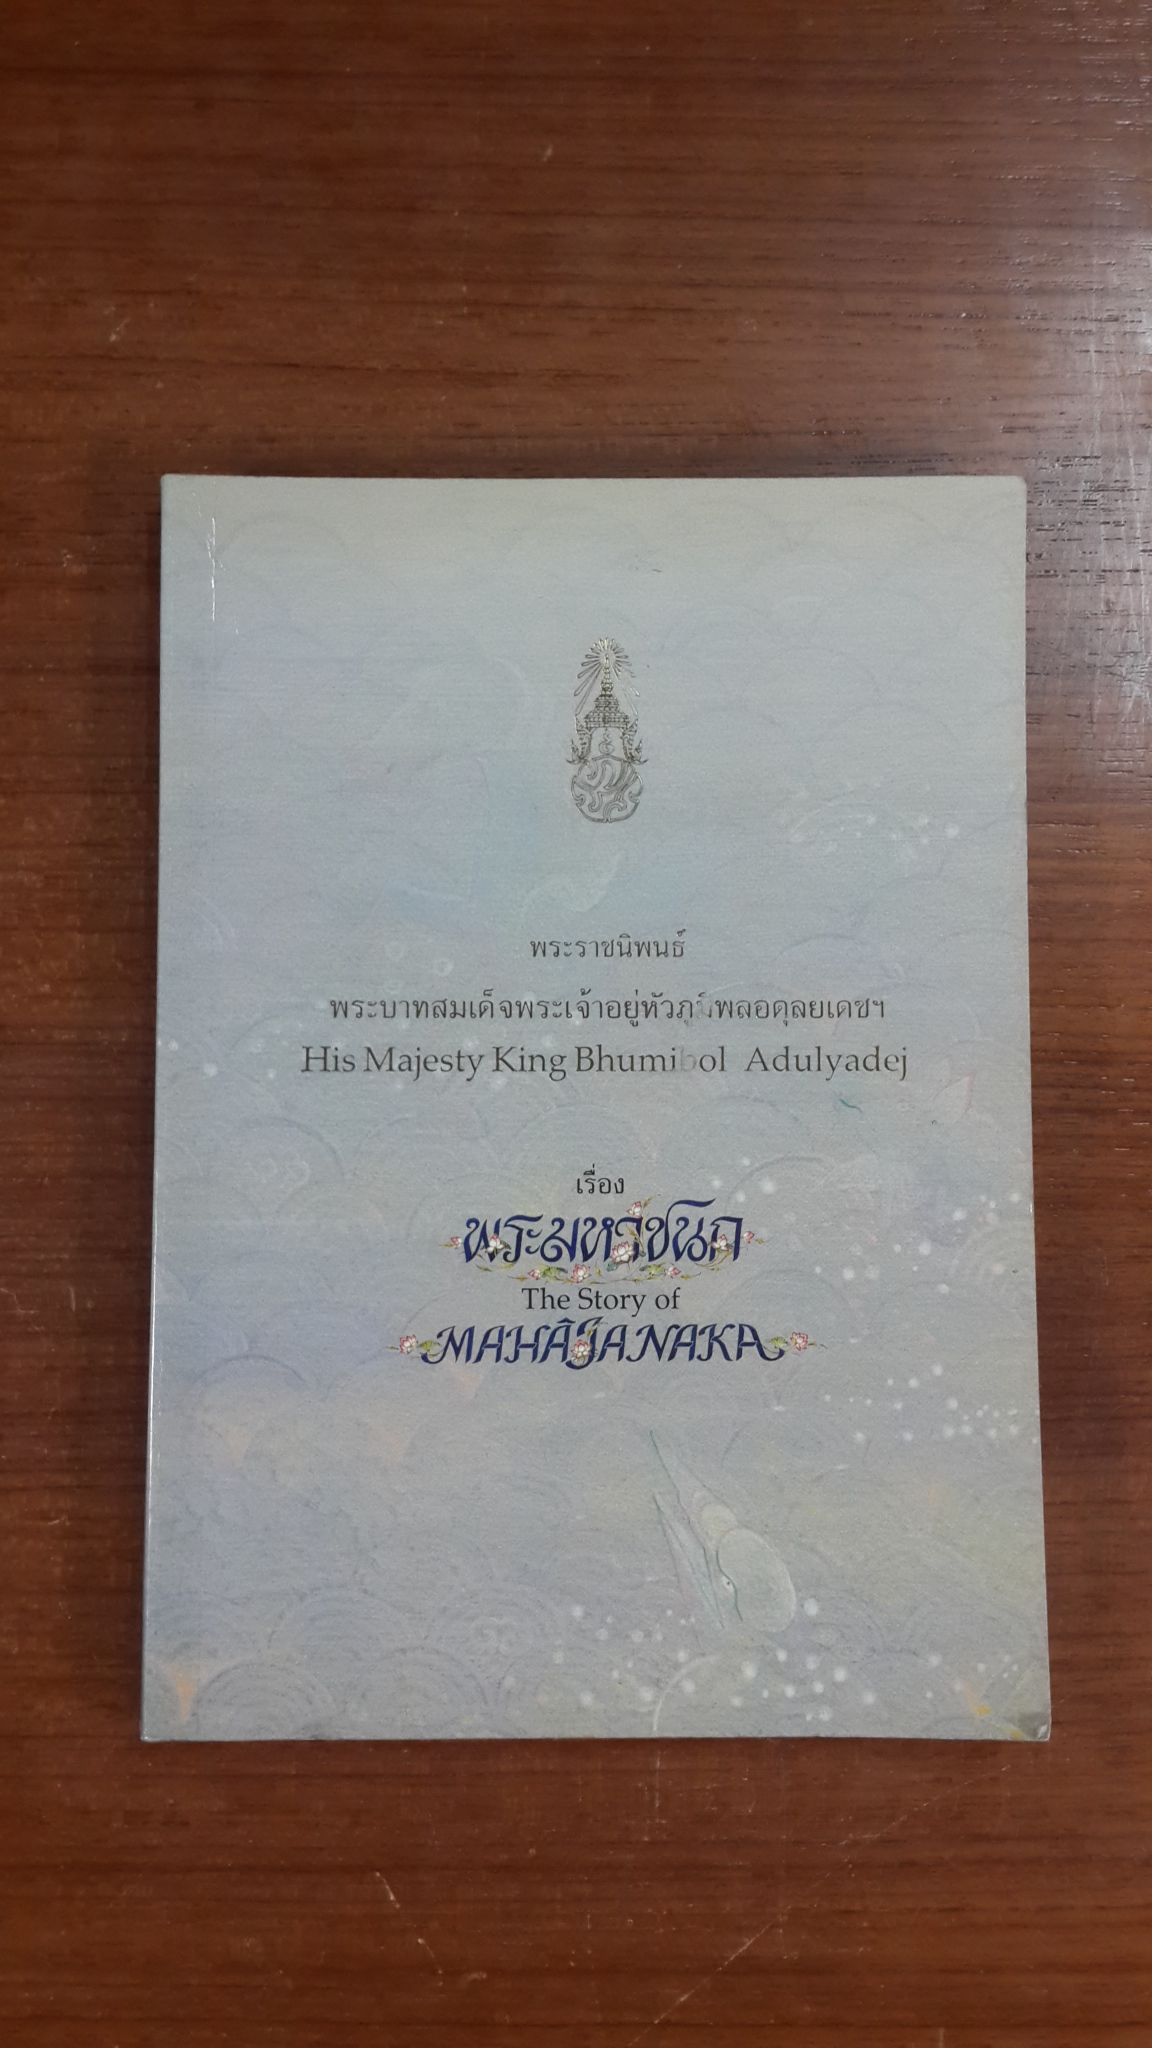 พระราชนิพนธ์
พระบาทสมเด็จพระเจ้าอยู่หัวภูมิพลอดุลยเดชฯ
His Majesty King Bhumibol Adulyadej
เรื่อง
พระมหาชนก
The Story of
MAHĀJANAKA